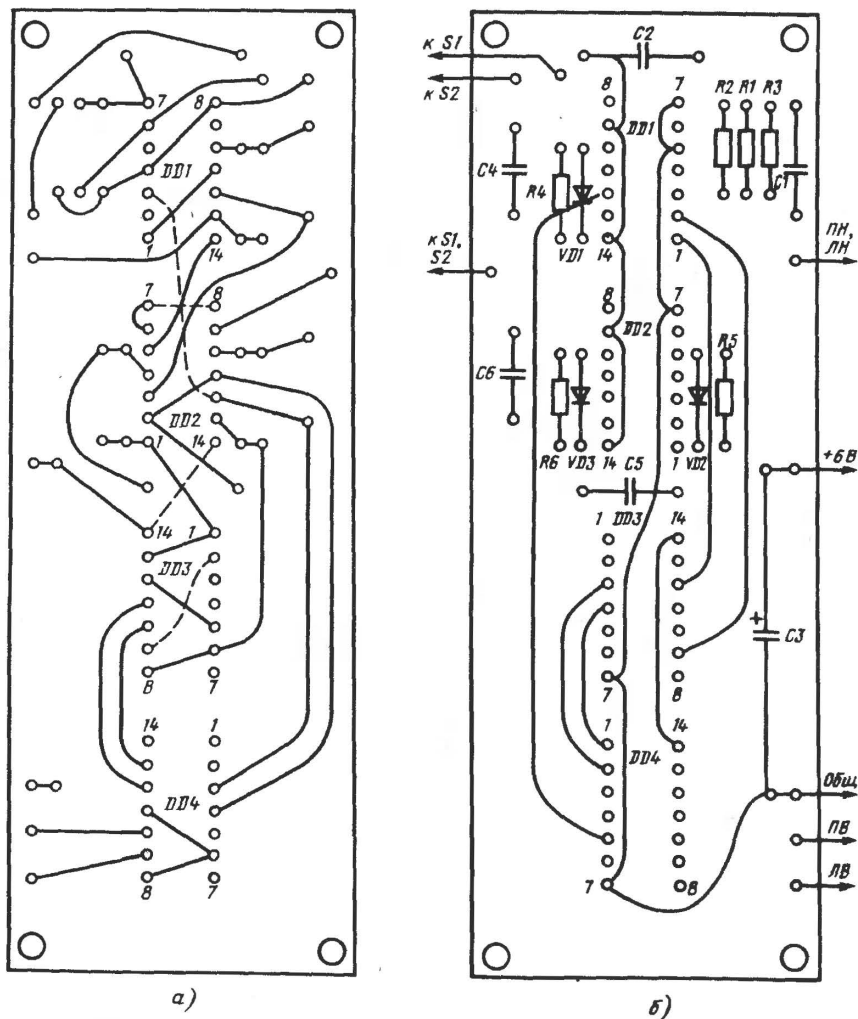 7 8
DD1
1 14
7 8
DD2
1 14
14 1
DD3
8 7
14 1
DD4
8 7
а)
к S1
к S2
C2
7
8
R2 R1 R3
DD1
C4
R4
C1
ПН,
ЛН
к S1,
S2
VD1 14 1
7
8
DD2
R5
C6
R6 VD3 14 1 VD2
+6В
C5
DD3
1 14
+
C3
7 8
1 14
DD4
Общ.
ПВ
ЛВ
7 8
б)